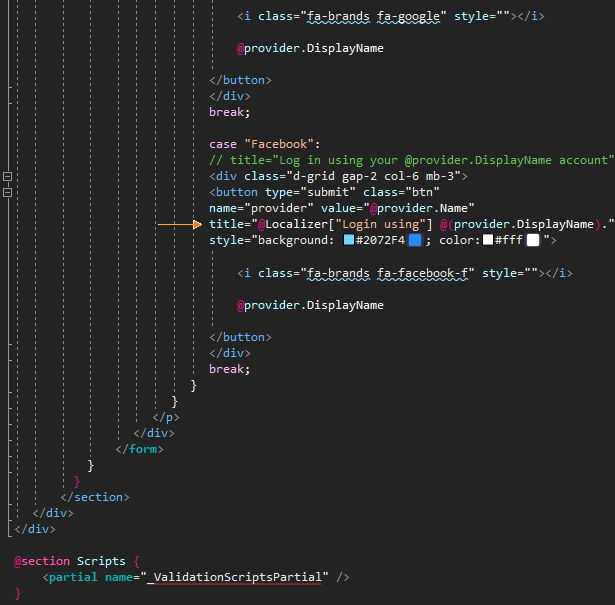 <i class="fa-brands fa-google" style=""></i>
@provider.DisplayName
</button>
</div>
break;
case "Facebook":
// title="Log in using your @provider.DisplayName account"
<div class="d-grid gap-2 col-6 mb-3">
<button type="submit" class="btn"
name="provider" value="@provider.Name"
title="@Localizer["Login using"] @(provider.DisplayName)."
style="background: #2072F4 ; color: #fff ">
<i class="fa-brands fa-facebook-f" style=""></i>
@provider.DisplayName
</button>
</div>
break;
}
}
</p>
</div>
</form>
}
}
</section>
</div>
</div>
@section Scripts {
<partial name="_ValidationScriptsPartial" />
}